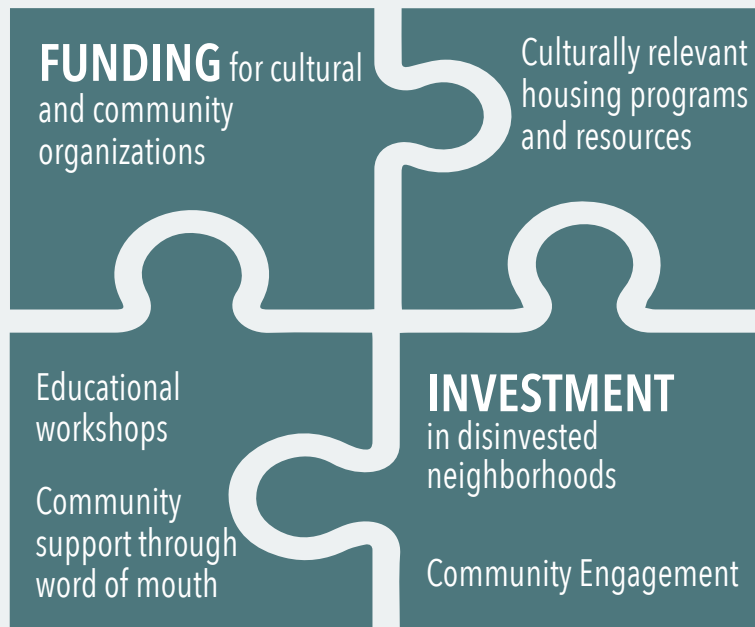 FUNDING for cultural
and community
organizations
Culturally relevant
housing programs
and resources
Educational
workshops
Community
support through
word of mouth
INVESTMENT
in disinvested
neighborhoods
Community Engagement